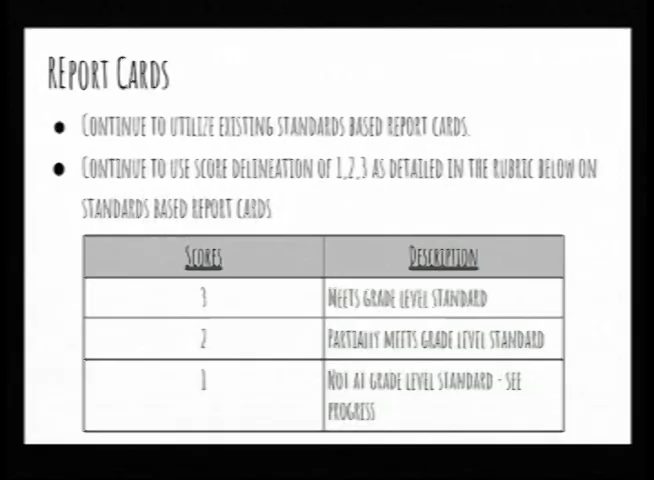 REport Cards
● Continue to utilize existing standards based report cards.
● Continue to use score delineation of 1,2,3 as detailed in the rubric below on
standards based report cards
Scores Description
3 Meets grade level standard
2 Partially meets grade level standard
1 Not at grade level standard - see
progress